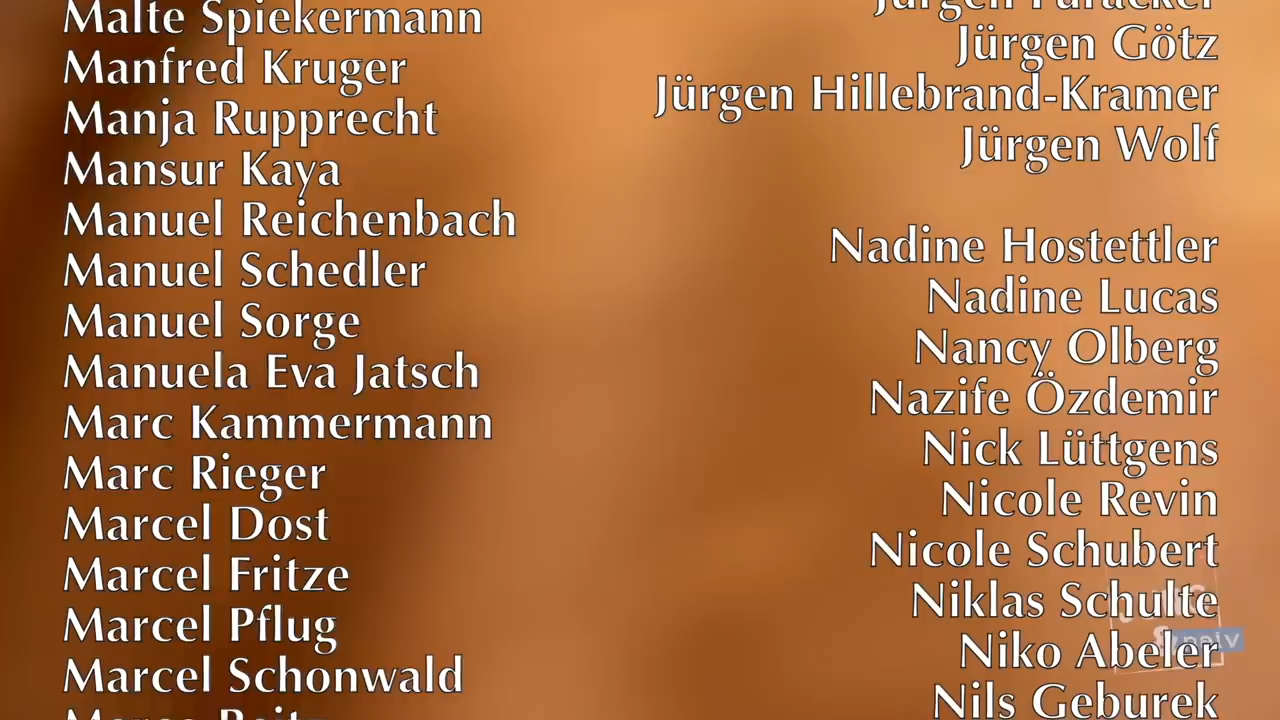 Malte Spiekermann
Manfred Kruger
Manja Rupprecht
Mansur Kaya
Manuel Reichenbach
Manuel Schedler
Manuel Sorge
Manuela Eva Jatsch
Marc Kammermann
Marc Rieger
Marcel Dost
Marcel Fritze
Marcel Pflug
Marcel Schonwald
Jürgen Götz
Jürgen Hillebrand-Kramer
Jürgen Wolf
Nadine Hostettler
Nadine Lucas
Nancy Olberg
Nazife Özdemir
Nick Lüttgens
Nicole Revin
Nicole Schubert
Niklas Schulte
Niko Abeler
Nils Geburek